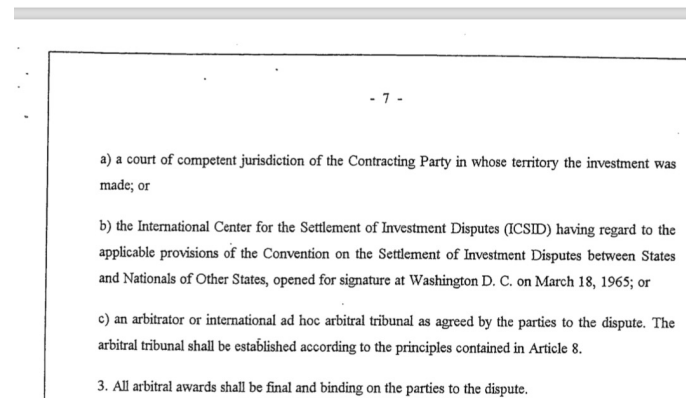 - 7 -
a) a court of competent jurisdiction of the Contracting Party in whose territory the investment was
made; or
b) the International Center for the Settlement of Investment Disputes (ICSID) having regard to the
applicable provisions of the Convention on the Settlement of Investment Disputes between States
and Nationals of Other States, opened for signature at Washington D. C. on March 18, 1965; or
c) an arbitrator or international ad hoc arbitral tribunal as agreed by the parties to the dispute. The
arbitral tribunal shall be established according to the principles contained in Article 8.
3. All arbitral awards shall be final and binding on the parties to the dispute.